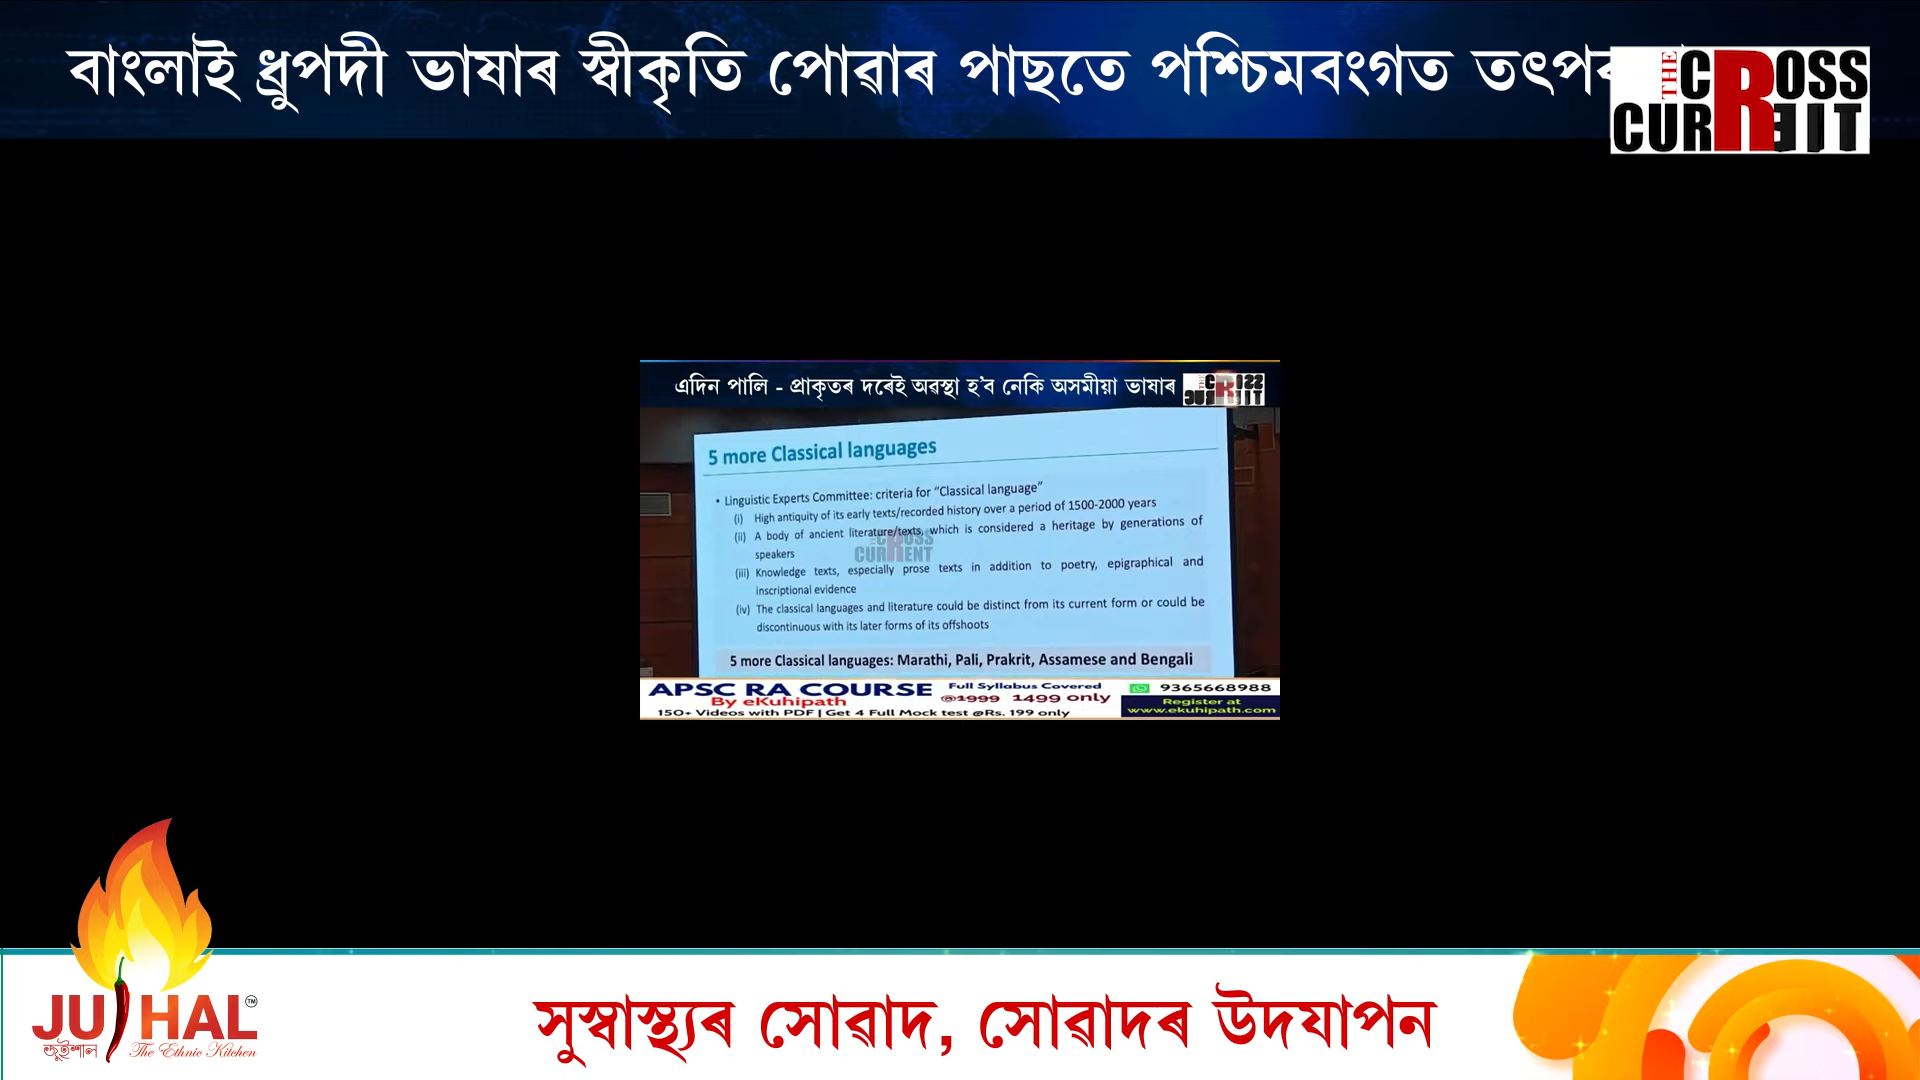 বাংলাই ধ্ৰুপদী ভাষাৰ স্বীকৃতি পোৱাৰ পাছতে পশ্চিমবংগত
THE CROSS
CURRENT
এদিন পালি - প্ৰাকৃতৰ দৰেই অৱস্থা হ'ব নেকি অসমীয়া ভাষাৰ
5 more Classical languages
• Linguistic Experts Committee: criteria for "Classical language"
(i) High antiquity of its early texts/recorded history over a period of 1500-2000 years
(ii) A body of ancient literature/texts, which is considered a heritage by generations of
speakers
THE CROSS
CURRENT
(iii) Knowledge texts, especially prose texts in addition to poetry, epigraphical and
inscriptional evidence
(iv) The classical languages and literature could be distinct from its current form or could be
discontinuous with its later forms of its offshoots
5 more Classical languages: Marathi, Pali, Prakrit, Assamese and Bengali
APSC RA COURSE
By eKuhipath
150+ Videos with PDF | Get 4 Full Mock test @Rs. 199 only
Full Syllabus Covered
@1999 1499 only
9365668988
Register at
www.ekuhipath.com
JUHAL™
জুইশাল The Ethnic Kitchen
সুস্বাস্থ্যৰ সোৱাদ, সোৱাদৰ উদযাপন